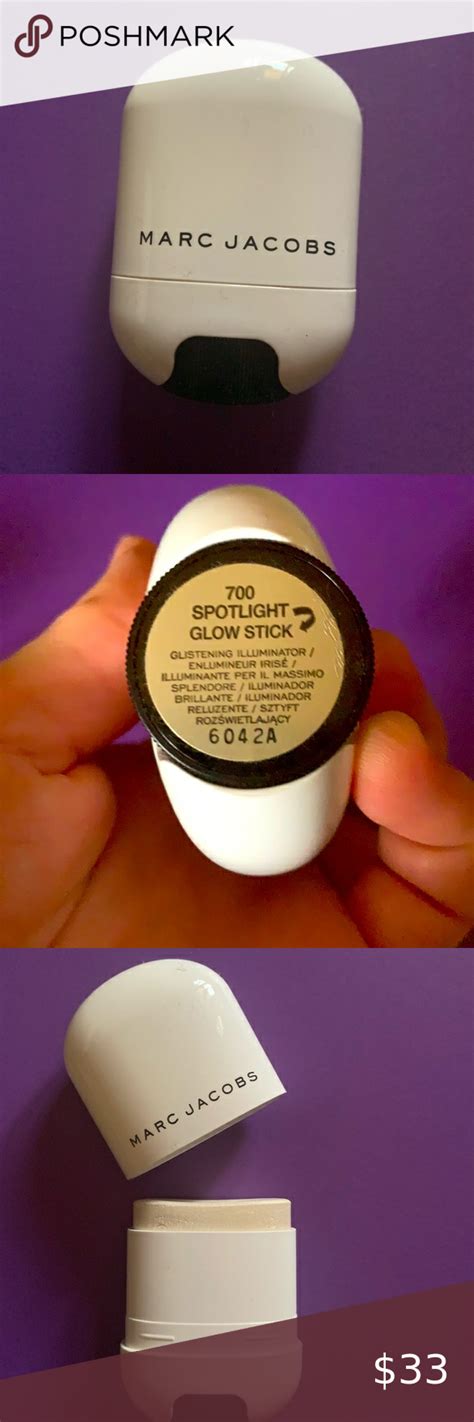 POSHMARK
MARC JACOBS
700
SPOTLIGHT
GLOW STICK
GLISTENING ILLUMINATOR /
ENLUMINEUR IRISÉ /
ILLUMINANTE PER IL MASSIMO
SPLENDORE / ILUMINADOR
BRILLANTE / ILUMINADOR
RELUZENTE / SZTYFT
ROZŚWIETLAJĄCY
6042A
MARC JACOBS
$33